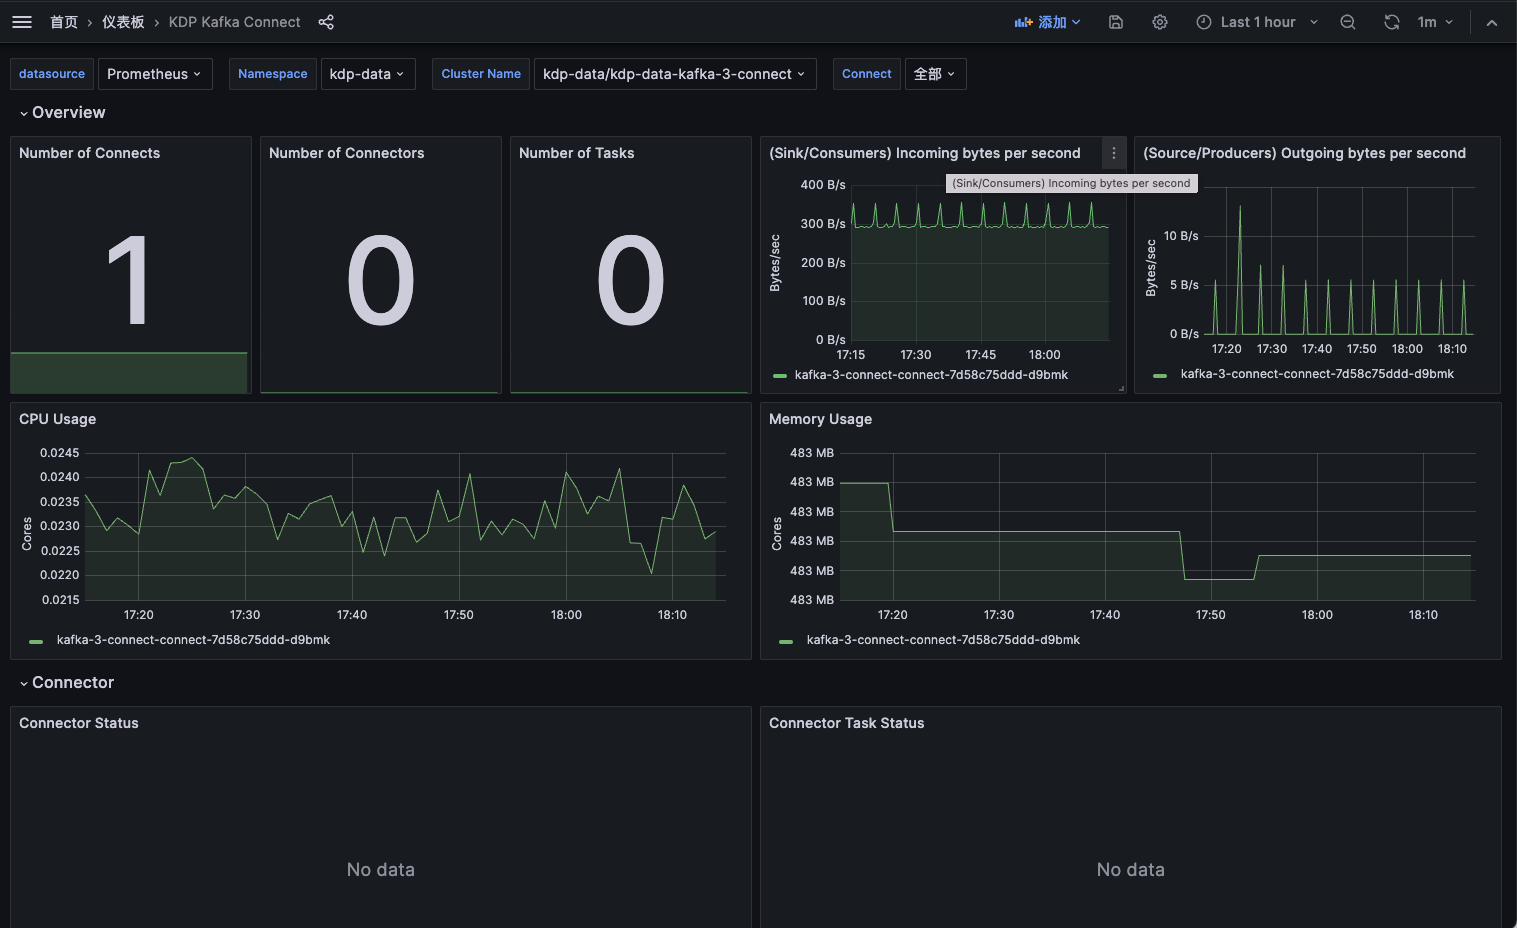 首页 › 仪表板 › KDP Kafka Connect
添加
Last 1 hour
1m
datasource Prometheus Namespace kdp-data Cluster Name kdp-data/kdp-data-kafka-3-connect Connect 全部
Overview
Number of Connects
1
Number of Connectors
0
Number of Tasks
0
(Sink/Consumers) Incoming bytes per second
(Sink/Consumers) Incoming bytes per second
Bytes/sec
400 B/s
300 B/s
200 B/s
100 B/s
0 B/s
17:15 17:30 17:45 18:00
kafka-3-connect-connect-7d58c75ddd-d9bmk
(Source/Producers) Outgoing bytes per second
Bytes/sec
10 B/s
5 B/s
0 B/s
17:20 17:30 17:40 17:50 18:00 18:10
kafka-3-connect-connect-7d58c75ddd-d9bmk
CPU Usage
Cores
0.0245
0.0240
0.0235
0.0230
0.0225
0.0220
0.0215
17:20 17:30 17:40 17:50 18:00 18:10
kafka-3-connect-connect-7d58c75ddd-d9bmk
Memory Usage
Cores
483 MB
483 MB
483 MB
483 MB
483 MB
483 MB
17:20 17:30 17:40 17:50 18:00 18:10
kafka-3-connect-connect-7d58c75ddd-d9bmk
Connector
Connector Status
No data
Connector Task Status
No data